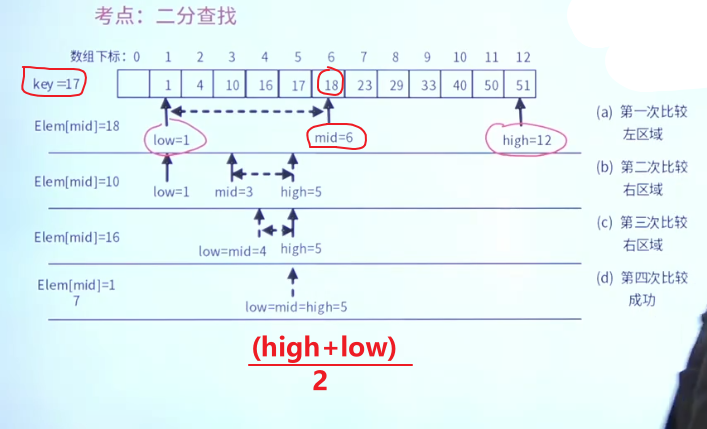 考点：二分查找
数组下标：0 1 2 3 4 5 6 7 8 9 10 11 12
key=17 1 4 10 16 17 18 23 29 33 40 50 51
Elem[mid]=18 low=1 mid=6 high=12 (a) 第一次比较 左区域
Elem[mid]=10 low=1 mid=3 high=5 (b) 第二次比较 右区域
Elem[mid]=16 low=mid=4 high=5 (c) 第三次比较 右区域
Elem[mid]=1
7 low=mid=high=5 (d) 第四次比较 成功
(high+low)
2